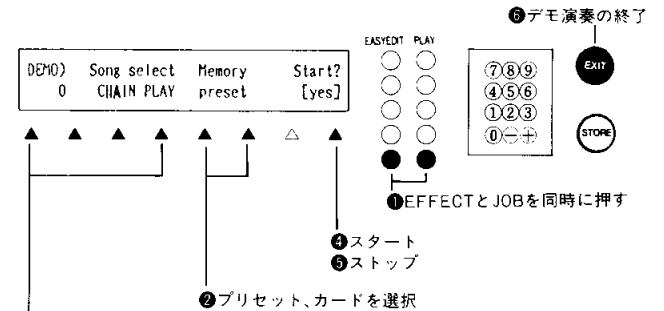 ❻デモ演奏の終了
EASYEDIT PLAY
DEMO) Song select Memory Start?
0 CHAIN PLAY preset [yes]
EXIT
⑦⑧⑨
④⑤⑥
①②③
⓪⊖⊕
STORE
❶EFFECTとJOBを同時に押す
❹スタート
❺ストップ
❷プリセット、カードを選択